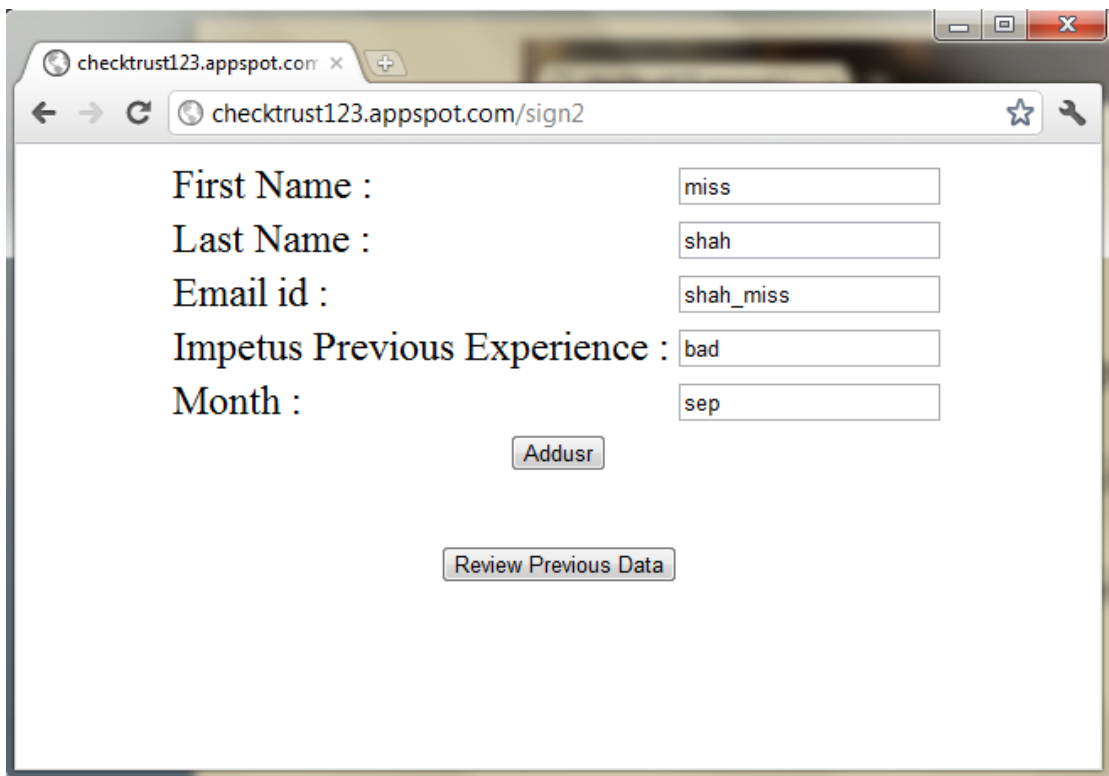 checktrust123.appspot.com
checktrust123.appspot.com/sign2
First Name : miss
Last Name : shah
Email id : shah_miss
Impetus Previous Experience : bad
Month : sep
Addusr
Review Previous Data